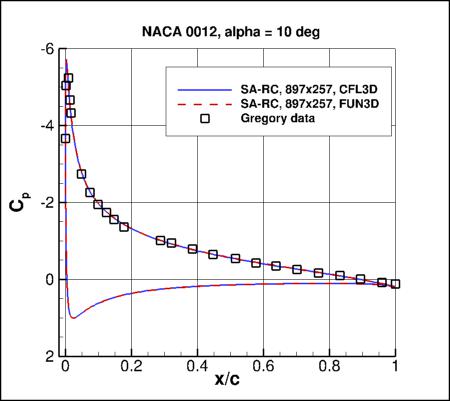 NACA 0012, alpha = 10 deg
-6
SA-RC, 897x257, CFL3D
SA-RC, 897x257, FUN3D
Gregory data
-4
Cp
-2
0
2
0 0.2 0.4 0.6 0.8 1
x/c